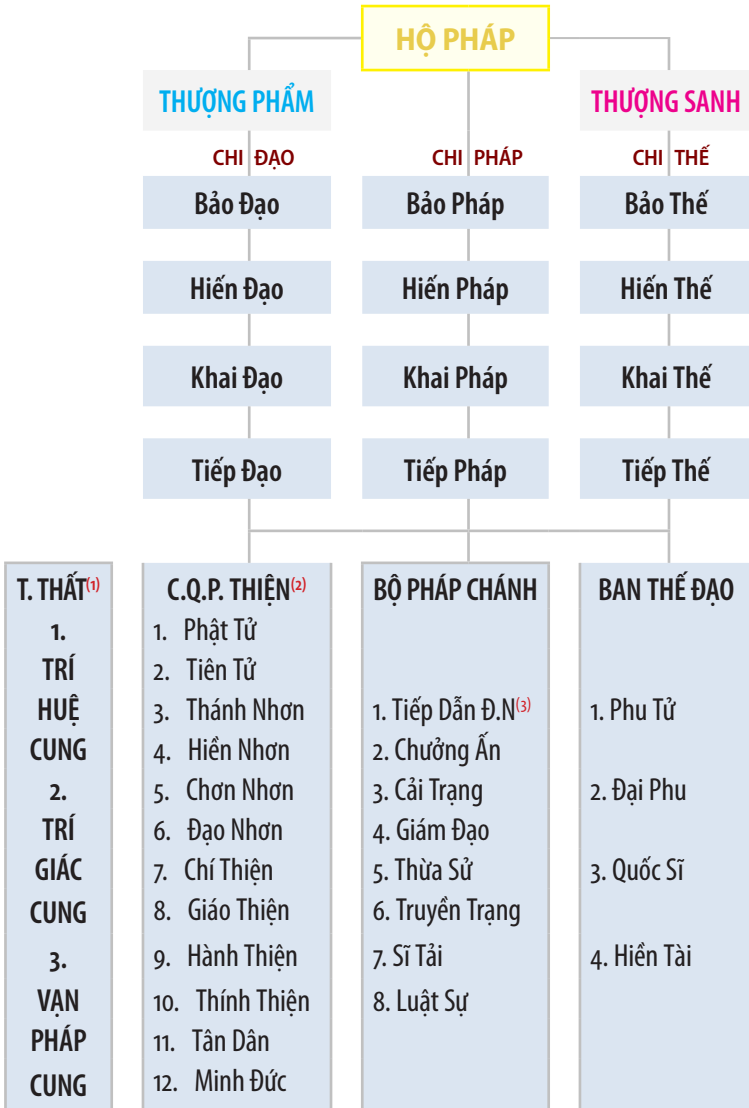 HỘ PHÁP
THƯỢNG PHẨM
THƯỢNG SANH
CHI ĐẠO
CHI PHÁP
CHI THẾ
Bảo Đạo
Bảo Pháp
Bảo Thế
Hiến Đạo
Hiến Pháp
Hiến Thế
Khai Đạo
Khai Pháp
Khai Thế
Tiếp Đạo
Tiếp Pháp
Tiếp Thế
T. THẤT(1)
1.
TRÍ
HUỆ
CUNG
2.
TRÍ
GIÁC
CUNG
3.
VẠN
PHÁP
CUNG
C.Q.P. THIỆN(2)
1. Phật Tử
2. Tiên Tử
3. Thánh Nhơn
4. Hiền Nhơn
5. Chơn Nhơn
6. Đạo Nhơn
7. Chí Thiện
8. Giáo Thiện
9. Hành Thiện
10. Thính Thiện
11. Tân Dân
12. Minh Đức
BỘ PHÁP CHÁNH
1. Tiếp Dẫn Đ.N(3)
2. Chưởng Ấn
3. Cải Trạng
4. Giám Đạo
5. Thừa Sử
6. Truyền Trạng
7. Sĩ Tải
8. Luật Sự
BAN THẾ ĐẠO
1. Phu Tử
2. Đại Phu
3. Quốc Sĩ
4. Hiền Tài